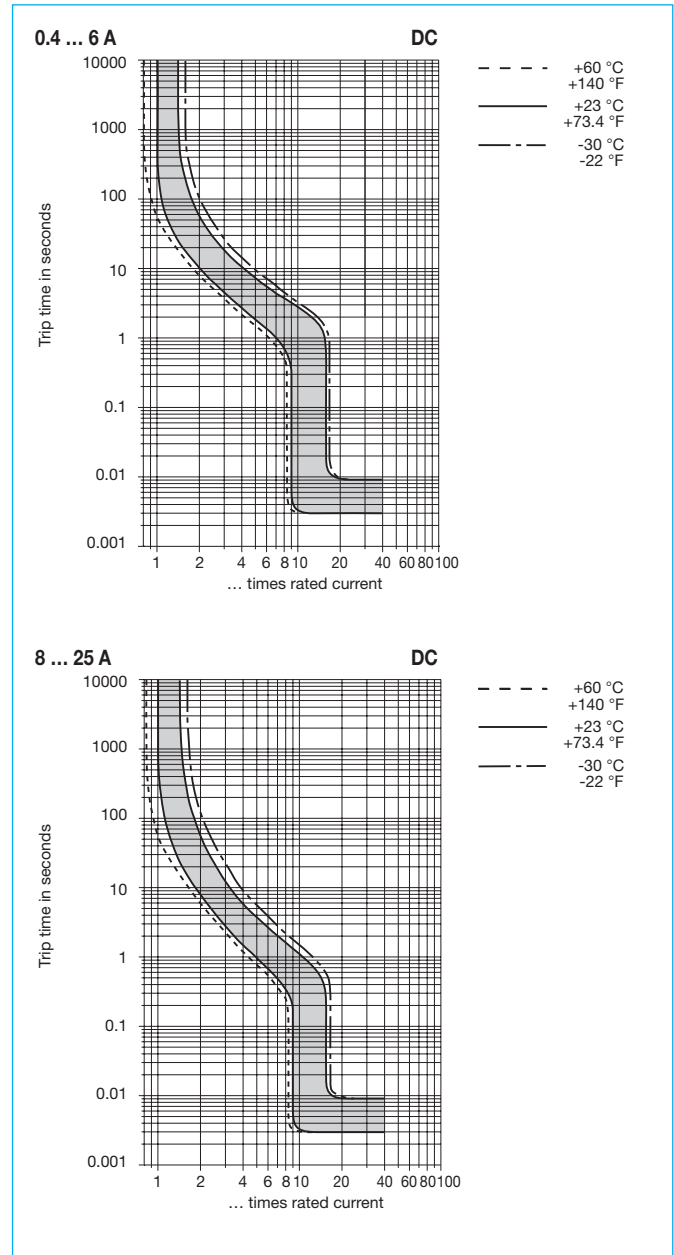 0.4 ... 6 A DC
10000
1000
100
10
1
0.1
0.01
0.001
Trip time in seconds
1 2 4 6 8 10 20 40 60 80 100
... times rated current
+60 °C
+140 °F
+23 °C
+73.4 °F
-30 °C
-22 °F
8 ... 25 A DC
10000
1000
100
10
1
0.1
0.01
0.001
Trip time in seconds
1 2 4 6 8 10 20 40 60 80 100
... times rated current
+60 °C
+140 °F
+23 °C
+73.4 °F
-30 °C
-22 °F